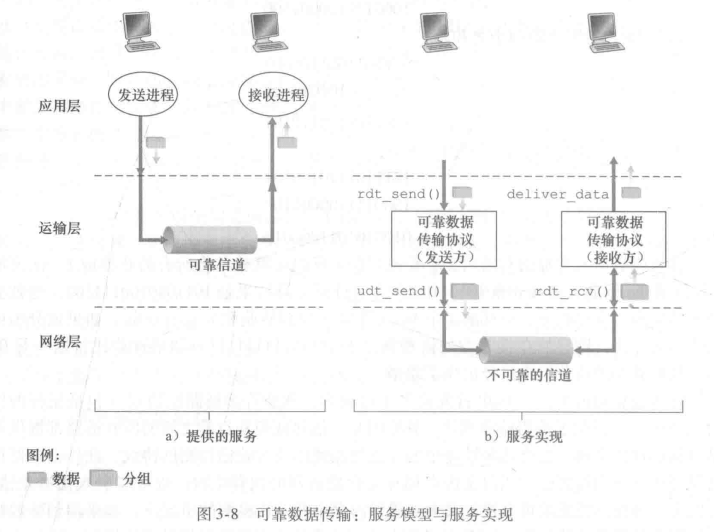 应用层
发送进程
接收进程
运输层
可靠信道
rdt_send()
deliver_data
可靠数据
传输协议
(发送方)
可靠数据
传输协议
(接收方)
udt_send()
rdt_rcv()
网络层
不可靠的信道
a) 提供的服务
b) 服务实现
图例:
数据
分组
图 3-8 可靠数据传输：服务模型与服务实现